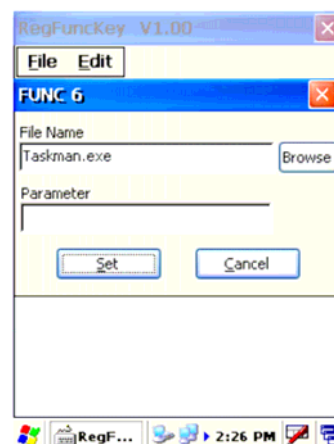 RegFuncKey V1.00
File Edit
FUNC 6
File Name
Taskman.exe
Browse
Parameter
Set Cancel
RegF... 2:26 PM